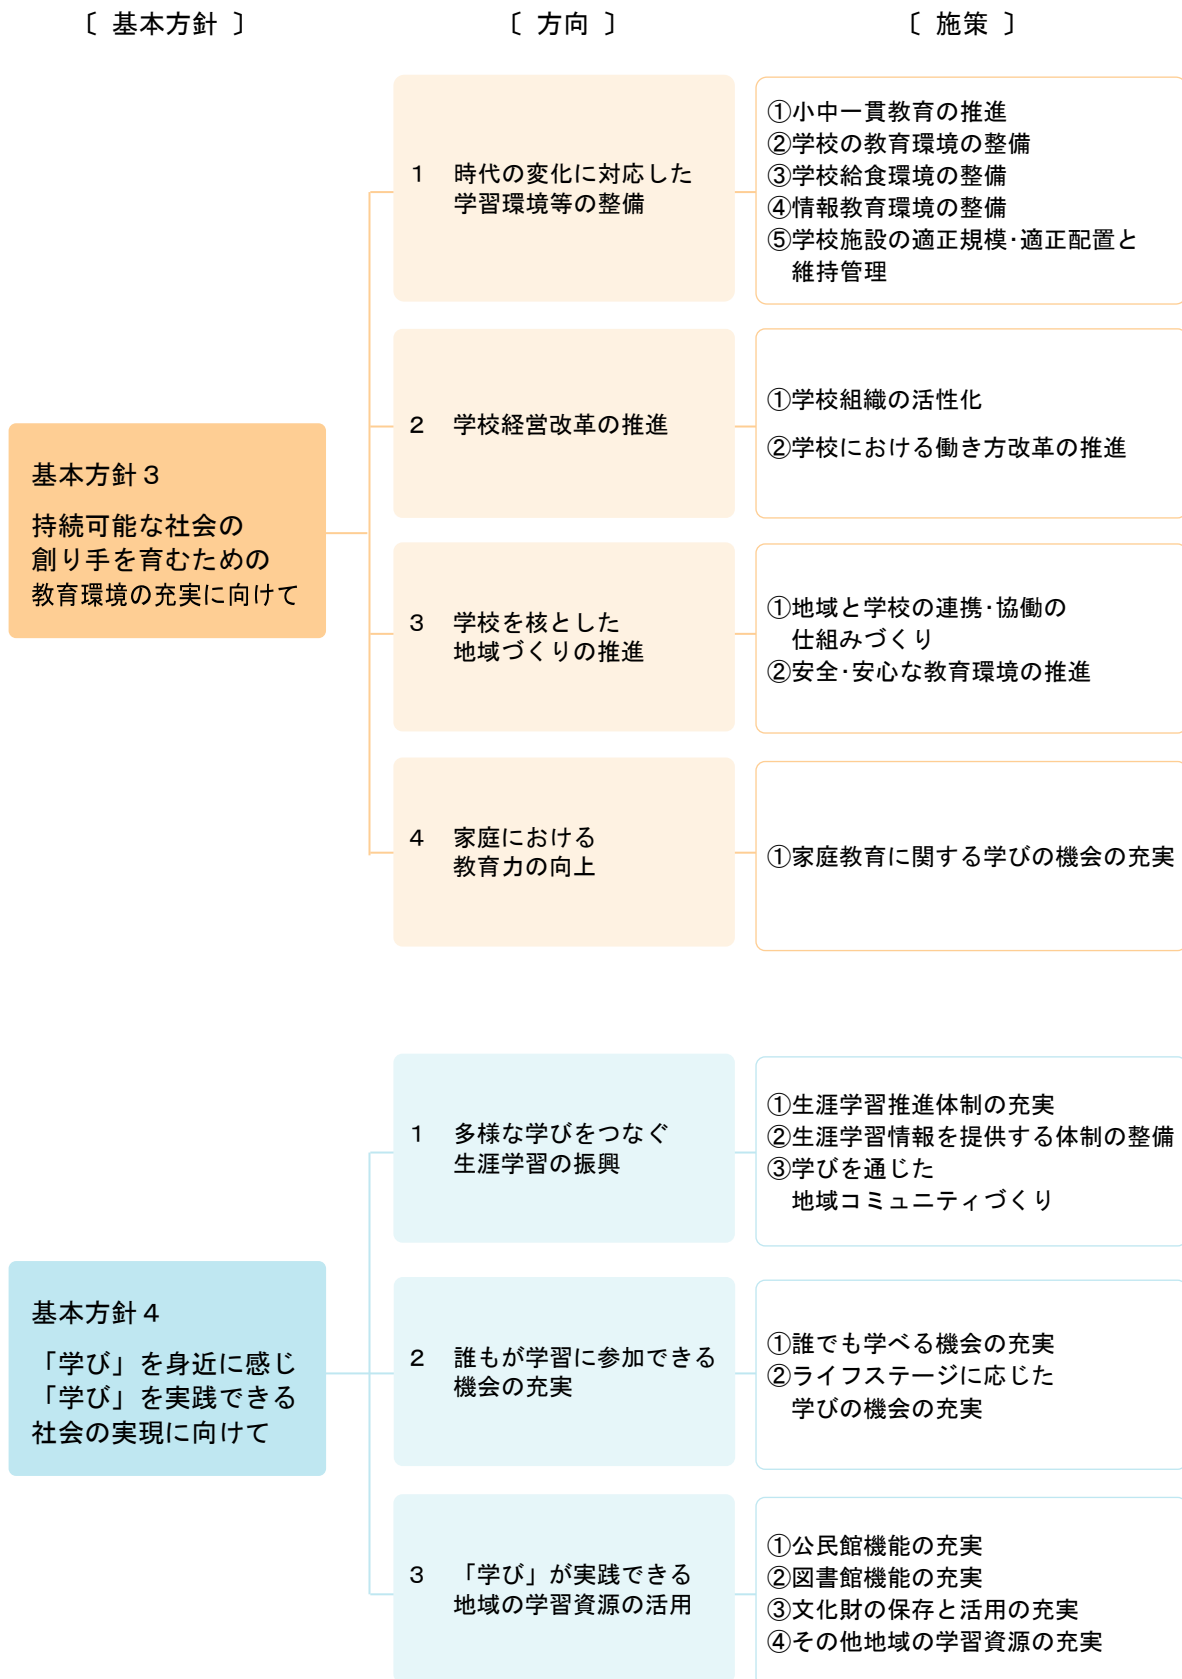 〔 基本方針 〕
〔 方向 〕
〔 施策 〕
基本方針３
持続可能な社会の
創り手を育むための
教育環境の充実に向けて
１ 時代の変化に対応した
学習環境等の整備
①小中一貫教育の推進
②学校の教育環境の整備
③学校給食環境の整備
④情報教育環境の整備
⑤学校施設の適正規模･適正配置と
維持管理
２ 学校経営改革の推進
①学校組織の活性化
②学校における働き方改革の推進
３ 学校を核とした
地域づくりの推進
①地域と学校の連携･協働の
仕組みづくり
②安全･安心な教育環境の推進
４ 家庭における
教育力の向上
①家庭教育に関する学びの機会の充実
基本方針４
「学び」を身近に感じ
「学び」を実践できる
社会の実現に向けて
１ 多様な学びをつなぐ
生涯学習の振興
①生涯学習推進体制の充実
②生涯学習情報を提供する体制の整備
③学びを通じた
地域コミュニティづくり
２ 誰もが学習に参加できる
機会の充実
①誰でも学べる機会の充実
②ライフステージに応じた
学びの機会の充実
３ 「学び」が実践できる
地域の学習資源の活用
①公民館機能の充実
②図書館機能の充実
③文化財の保存と活用の充実
④その他地域の学習資源の充実